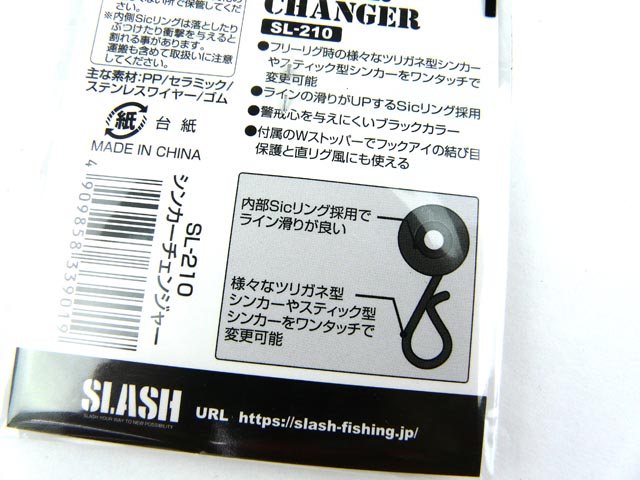 ださい。
※内側Sicリングは落としたり
ぶつけたり衝撃を与えると
割れる事があります。
運搬も含めて取扱いに注意
してください。
主な素材:PP/セラミック/
ステンレスワイヤー/ゴム
紙 台 紙
MADE IN CHINA
4 909858 339019
SL-210
シンカーチェンジャー
CHANGER
SL-210
●フリーリグ時の様々なツリガネ型シンカー
やスティック型シンカーをワンタッチで
変更可能
●ラインの滑りがUPするSicリング採用
●警戒心を与えにくいブラックカラー
●付属のWストッパーでフックアイの結び目
保護と直リグ風にも使える
内部Sicリング採用で
ライン滑りが良い
様々なツリガネ型
シンカーやスティック型
シンカーをワンタッチで
変更可能
SLASH
SLASH YOUR WAY TO NEW POSSIBILITY
URL https://slash-fishing.jp/